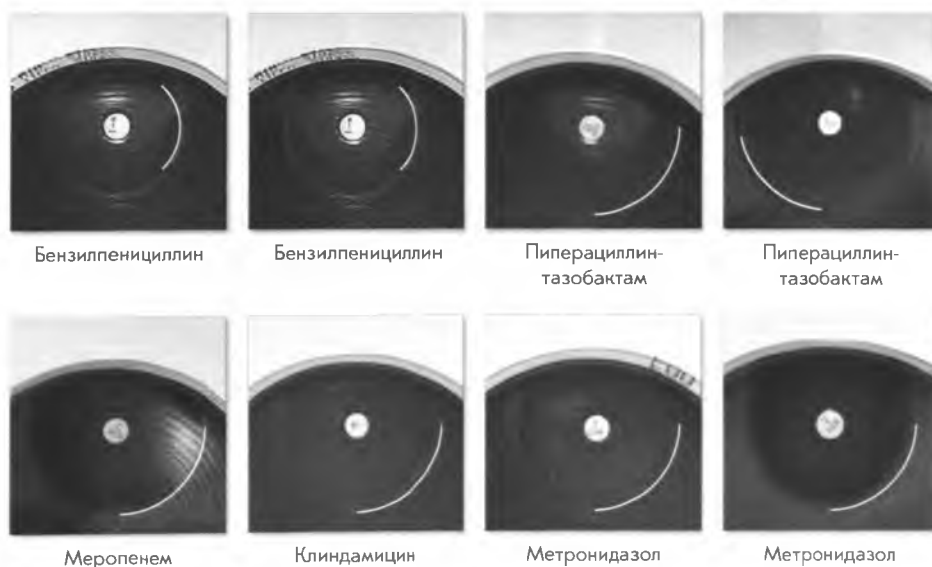 Бензилпенициллин
Бензилпенициллин
Пиперациллин-
тазобактам
Пиперациллин-
тазобактам
Меропенем
Клиндамицин
Метронидазол
Метронидазол